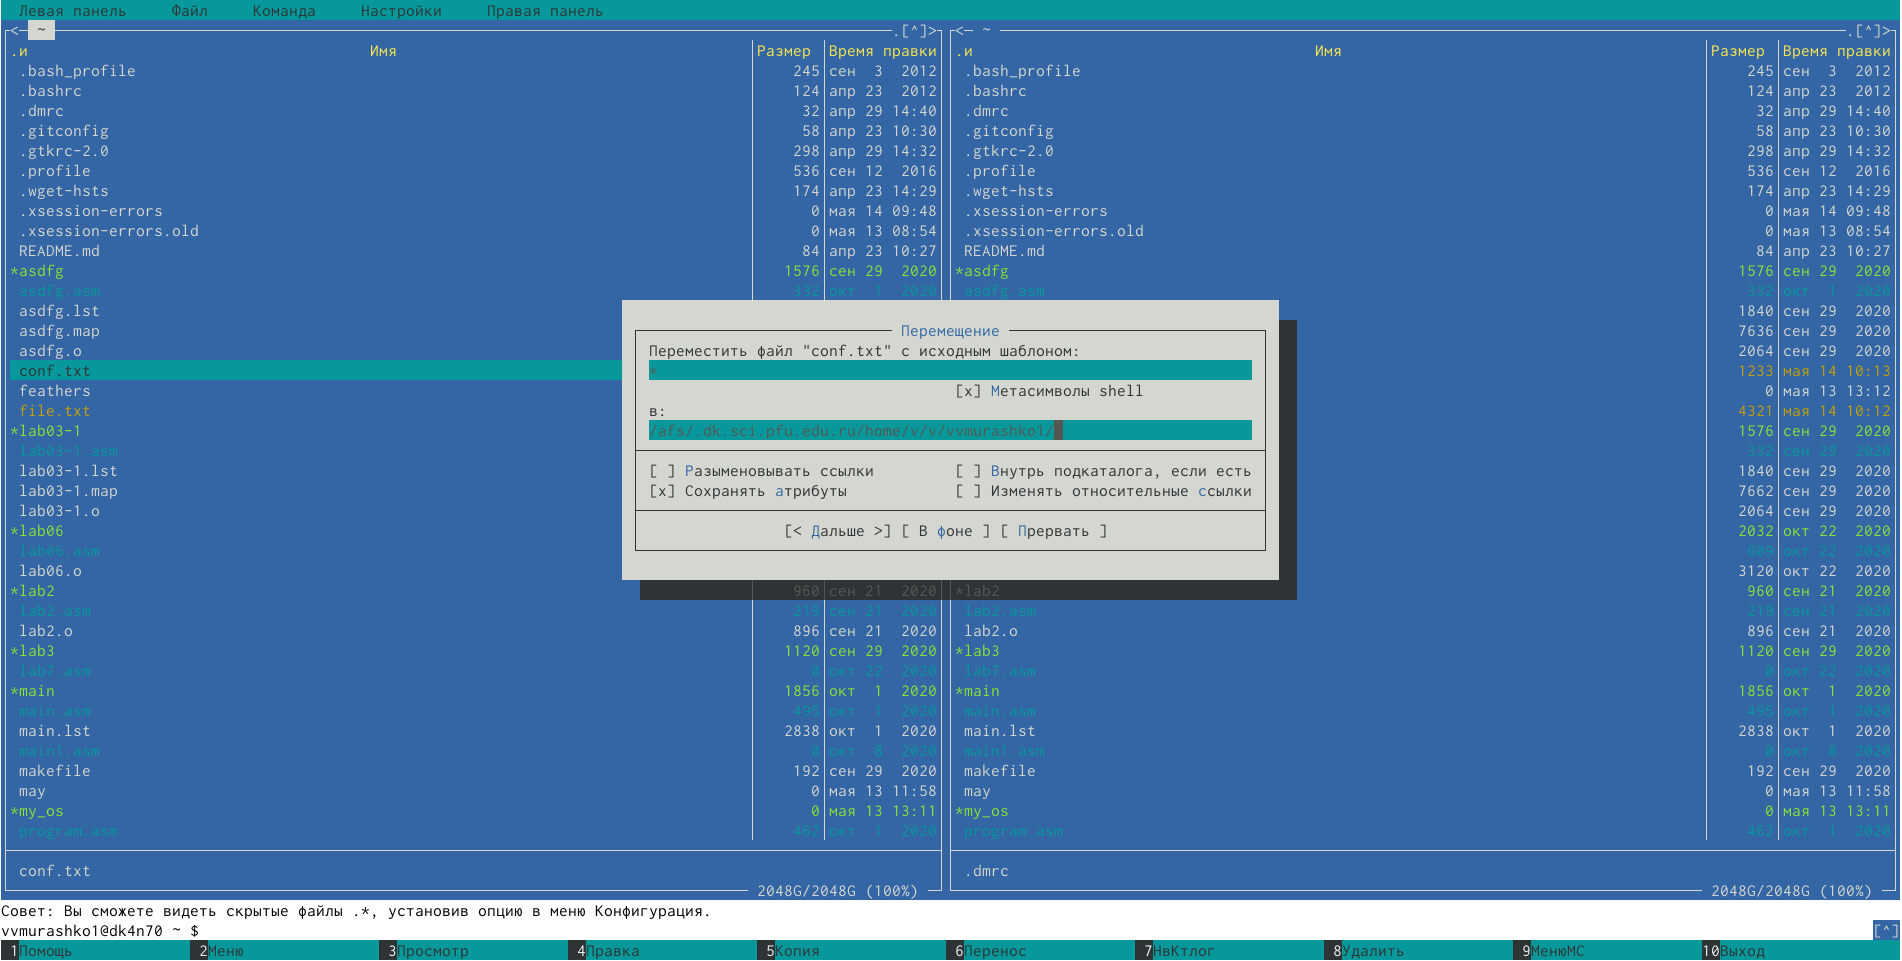 Левая панель Файл Команда Настройки Правая панель
<─ ~ .[^]> <─ ~ .[^]>
.и Имя Размер Время правки .и Имя Размер Время правки
.bash_profile 245 сен 3 2012 .bash_profile 245 сен 3 2012
.bashrc 124 апр 23 2012 .bashrc 124 апр 23 2012
.dmrc 32 апр 29 14:40 .dmrc 32 апр 29 14:40
.gitconfig 58 апр 23 10:30 .gitconfig 58 апр 23 10:30
.gtkrc-2.0 298 апр 29 14:32 .gtkrc-2.0 298 апр 29 14:32
.profile 536 сен 12 2016 .profile 536 сен 12 2016
.wget-hsts 174 апр 23 14:29 .wget-hsts 174 апр 23 14:29
.xsession-errors 0 мая 14 09:48 .xsession-errors 0 мая 14 09:48
.xsession-errors.old 0 мая 13 08:54 .xsession-errors.old 0 мая 13 08:54
README.md 84 апр 23 10:27 README.md 84 апр 23 10:27
*asdfg 1576 сен 29 2020 *asdfg 1576 сен 29 2020
asdfg.asm 332 окт 1 2020 asdfg.asm 332 окт 1 2020
asdfg.lst 1840 сен 29 2020
asdfg.map Перемещение 7636 сен 29 2020
asdfg.o Переместить файл "conf.txt" с исходным шаблоном: 2064 сен 29 2020
conf.txt * 1233 мая 14 10:13
feathers [x] Метасимволы shell 0 мая 13 13:12
file.txt в: 4321 мая 14 10:12
*lab03-1 /afs/.dk.sci.pfu.edu.ru/home/v/v/vvmurashko1/ 1576 сен 29 2020
lab03-1.asm 332 сен 29 2020
lab03-1.lst [ ] Разыменовывать ссылки [ ] Внутрь подкаталога, если есть 1840 сен 29 2020
lab03-1.map [x] Сохранять атрибуты [ ] Изменять относительные ссылки 7662 сен 29 2020
lab03-1.o 2064 сен 29 2020
*lab06 [< Дальше >] [ В фоне ] [ Прервать ] 2032 окт 22 2020
lab06.asm 609 окт 22 2020
lab06.o 3120 окт 22 2020
*lab2 960 сен 21 2020 *lab2 960 сен 21 2020
lab2.asm 219 сен 21 2020 lab2.asm 219 сен 21 2020
lab2.o 896 сен 21 2020 lab2.o 896 сен 21 2020
*lab3 1120 сен 29 2020 *lab3 1120 сен 29 2020
lab7.asm 0 окт 22 2020 lab7.asm 0 окт 22 2020
*main 1856 окт 1 2020 *main 1856 окт 1 2020
main.asm 495 окт 1 2020 main.asm 495 окт 1 2020
main.lst 2838 окт 1 2020 main.lst 2838 окт 1 2020
main1.asm 0 окт 8 2020 main1.asm 0 окт 8 2020
makefile 192 сен 29 2020 makefile 192 сен 29 2020
may 0 мая 13 11:58 may 0 мая 13 11:58
*my_os 0 мая 13 13:11 *my_os 0 мая 13 13:11
program.asm 462 окт 1 2020 program.asm 462 окт 1 2020
conf.txt .dmrc
2048G/2048G (100%) 2048G/2048G (100%)
Совет: Вы сможете видеть скрытые файлы .*, установив опцию в меню Конфигурация.
vvmurashko1@dk4n70 ~ $ [^]
1Помощь 2Меню 3Просмотр 4Правка 5Копия 6Перенос 7НвКтлог 8Удалить 9МенюMC 10Выход